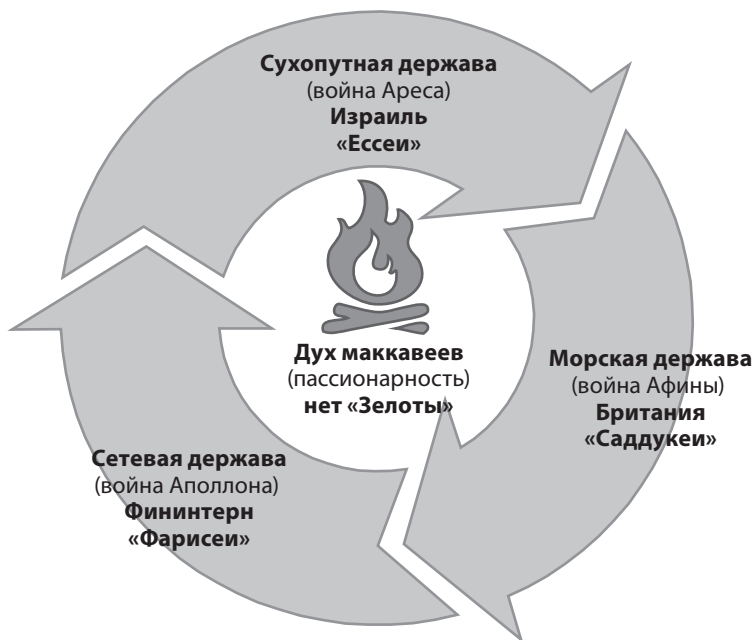 Сухопутная держава
(война Ареса)
Израиль
«Ессеи»
Дух маккавеев
(пассионарность)
нет «Зелоты»
Морская держава
(война Афины)
Британия
«Саддукеи»
Сетевая держава
(война Аполлона)
Фининтерн
«Фарисеи»